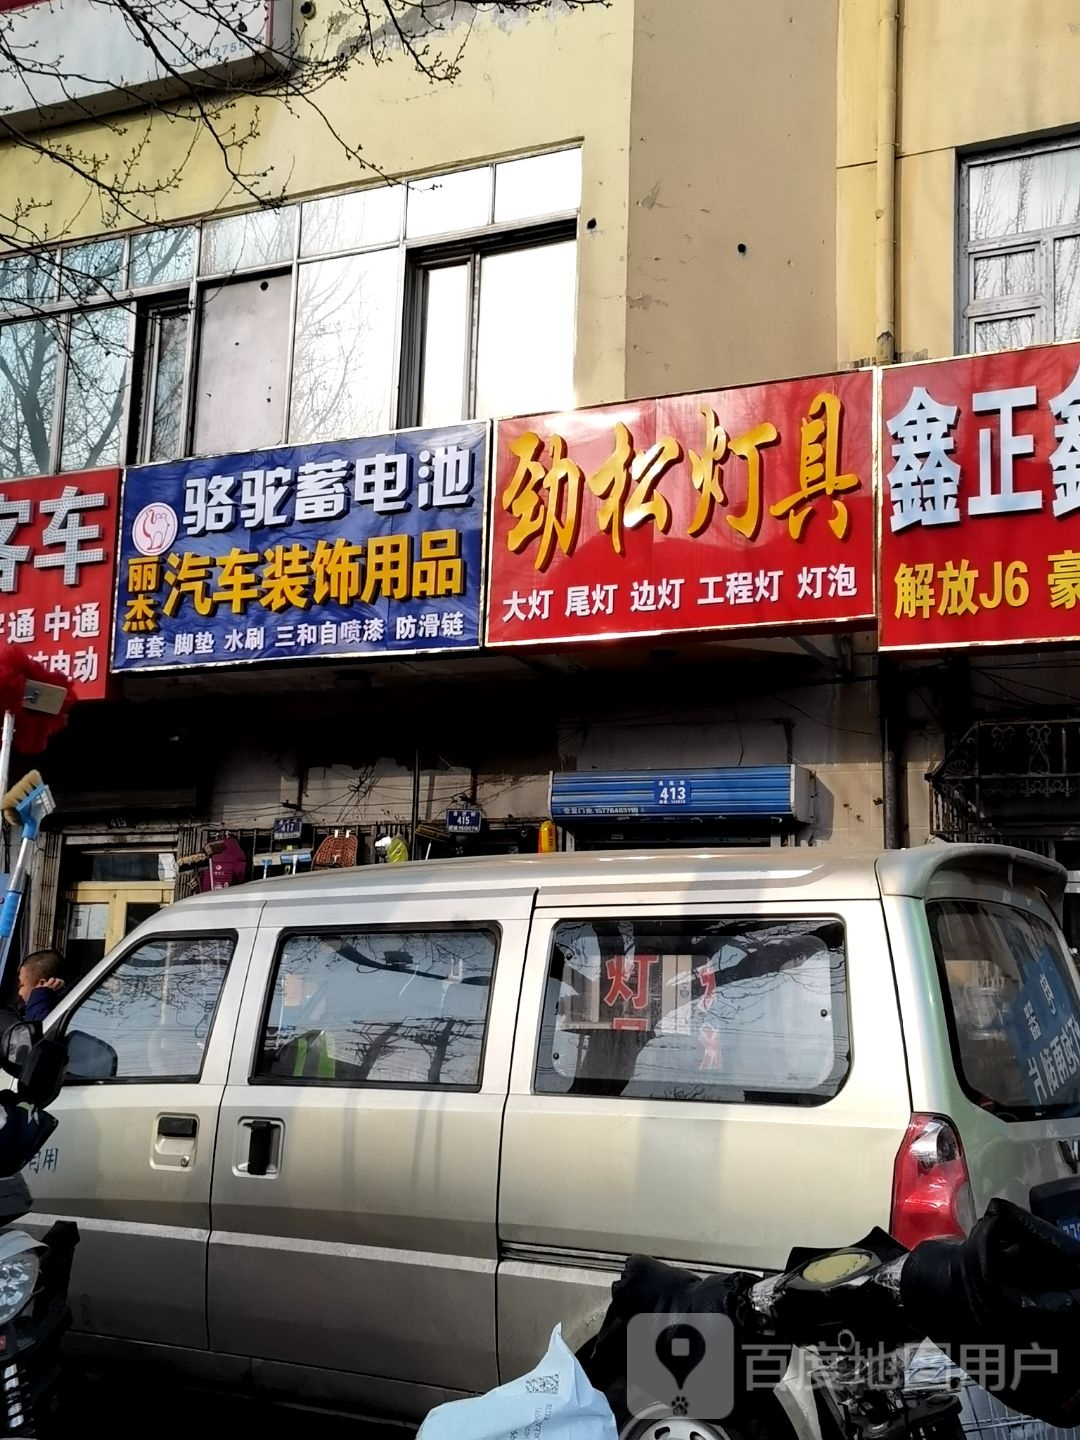 客车
通 中通
电动
骆驼蓄电池
丽杰
汽车装饰用品
座套 脚垫 水刷 三和自喷漆 防滑链
劲松灯具
大灯 尾灯 边灯 工程灯 灯泡
鑫正鑫
解放J6 豪
417
415
413
灯
用
百度地图用户